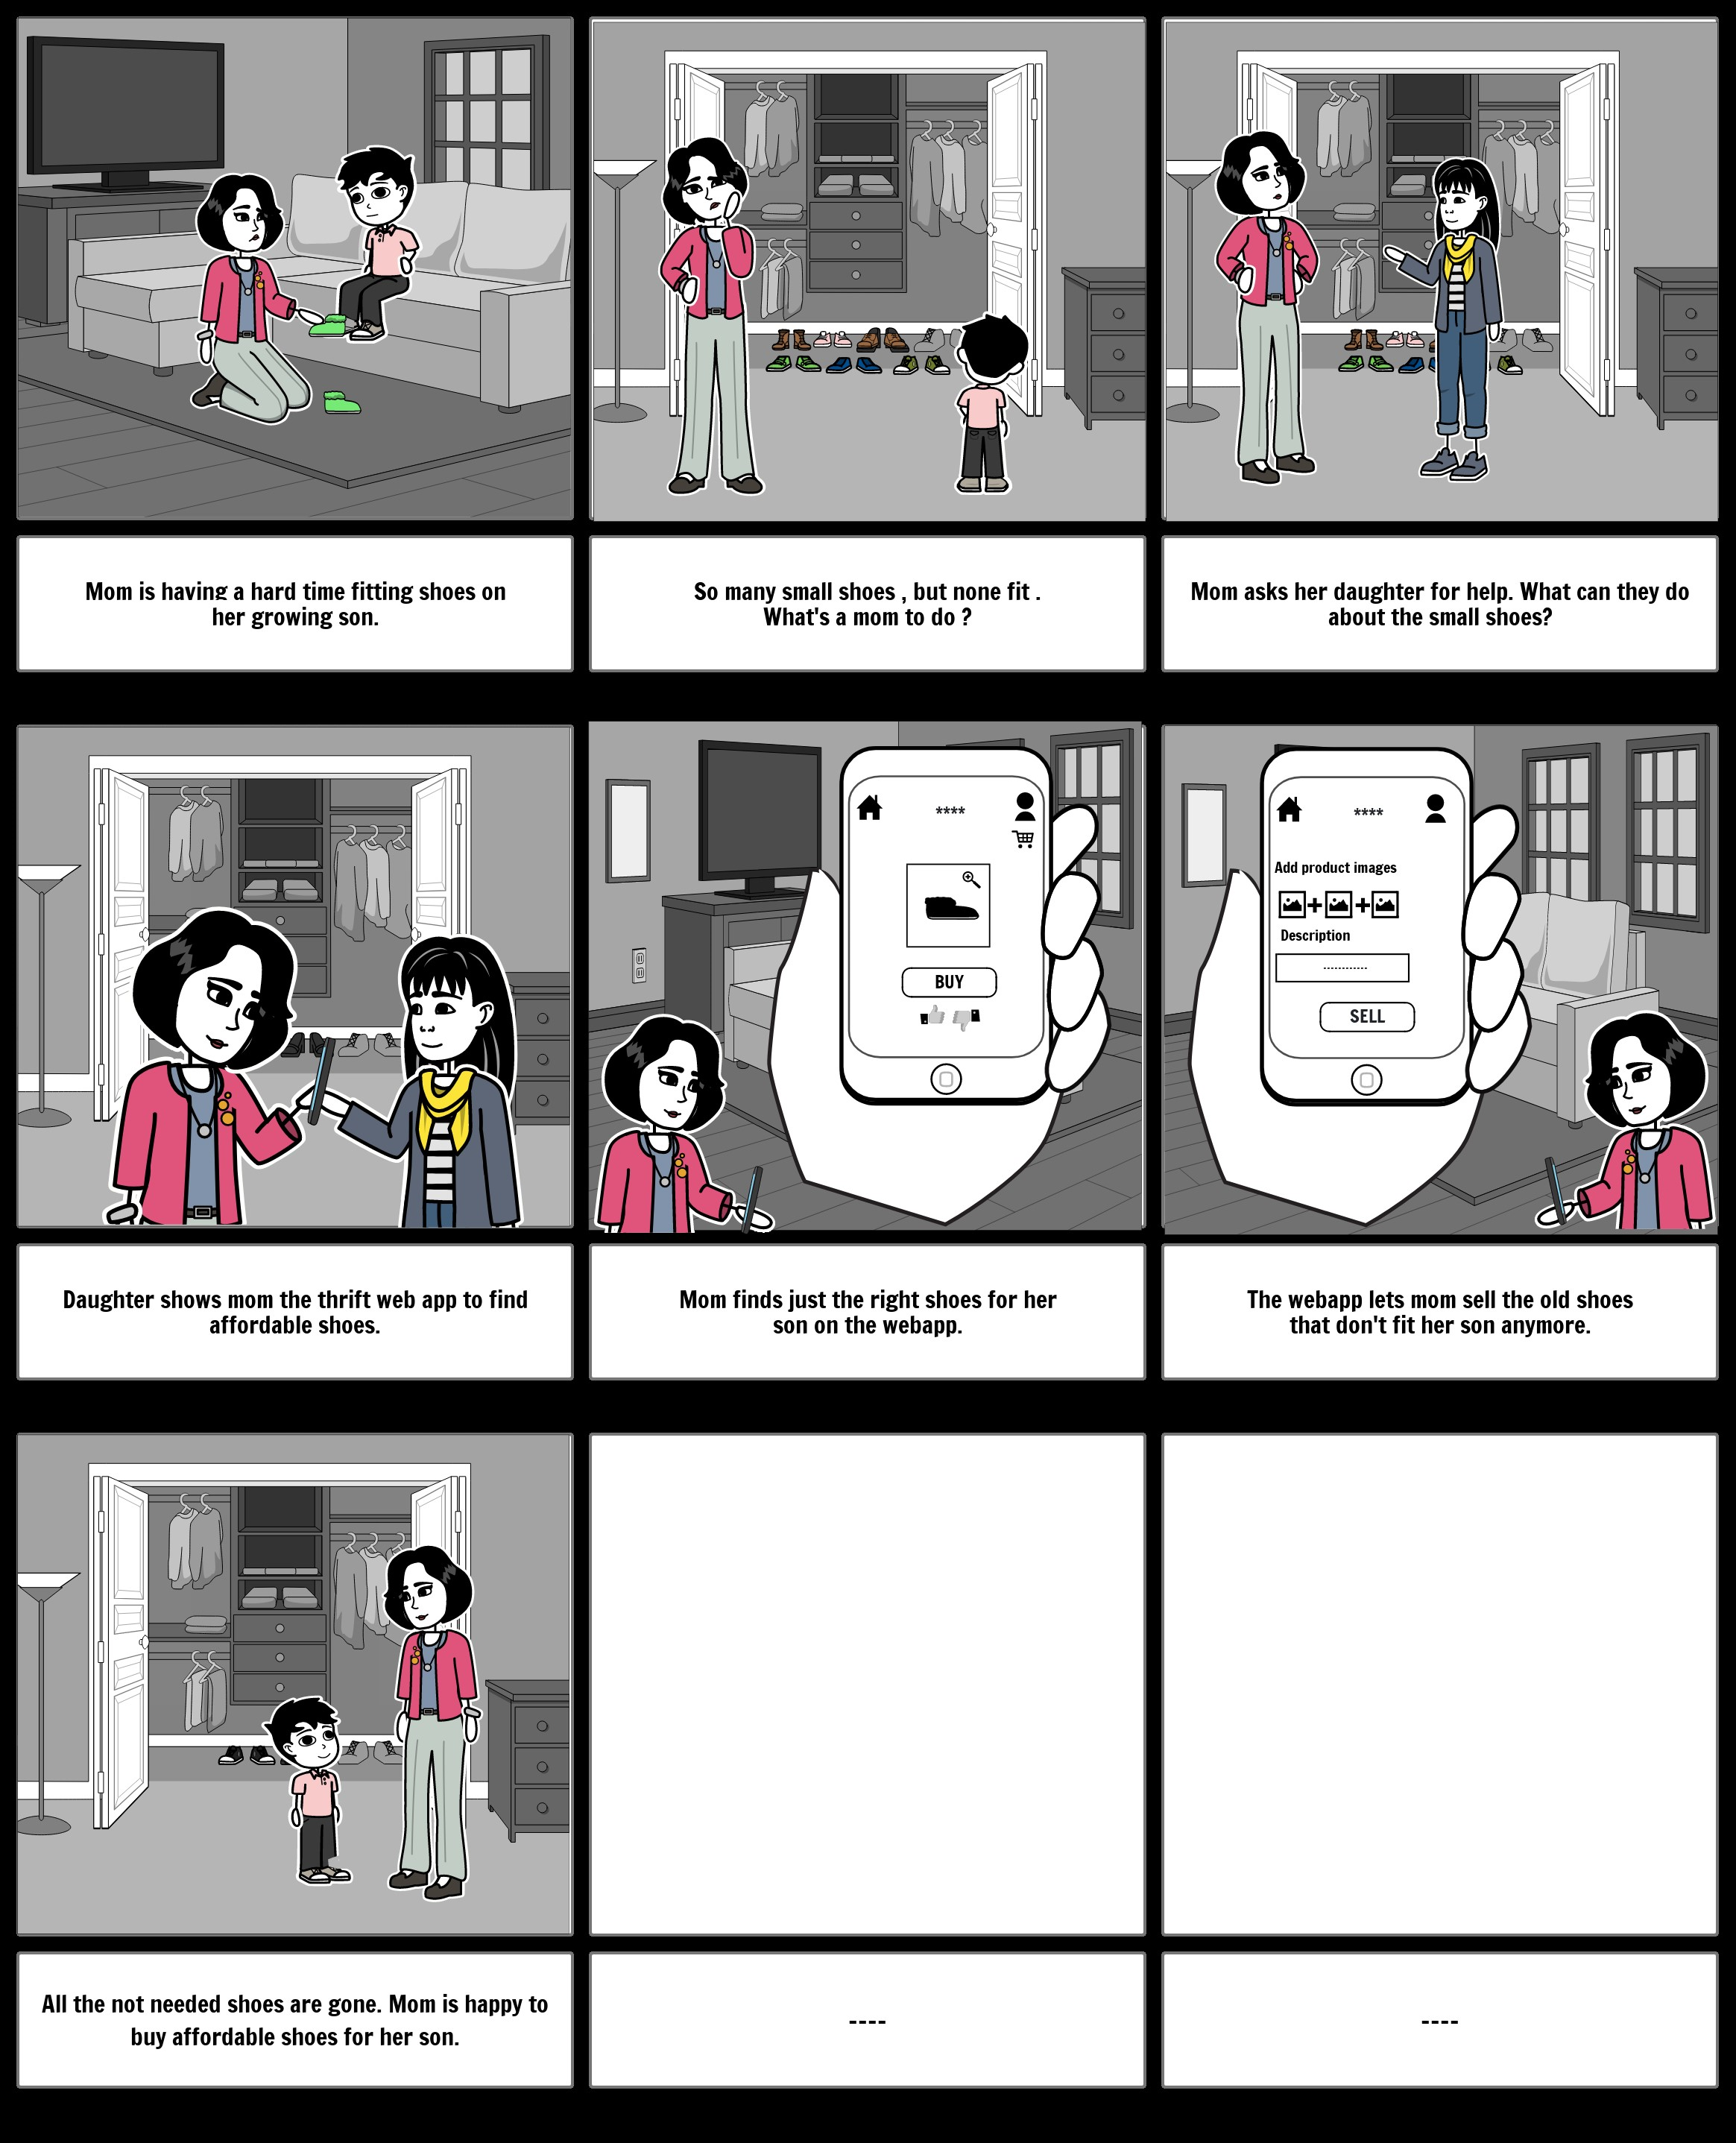 Mom is having a hard time fitting shoes on
her growing son.
So many small shoes , but none fit .
What's a mom to do ?
Mom asks her daughter for help. What can they do
about the small shoes?
****
BUY
****
Add product images
Description
------------
SELL
Daughter shows mom the thrift web app to find
affordable shoes.
Mom finds just the right shoes for her
son on the webapp.
The webapp lets mom sell the old shoes
that don't fit her son anymore.
All the not needed shoes are gone. Mom is happy to
buy affordable shoes for her son.
----
----